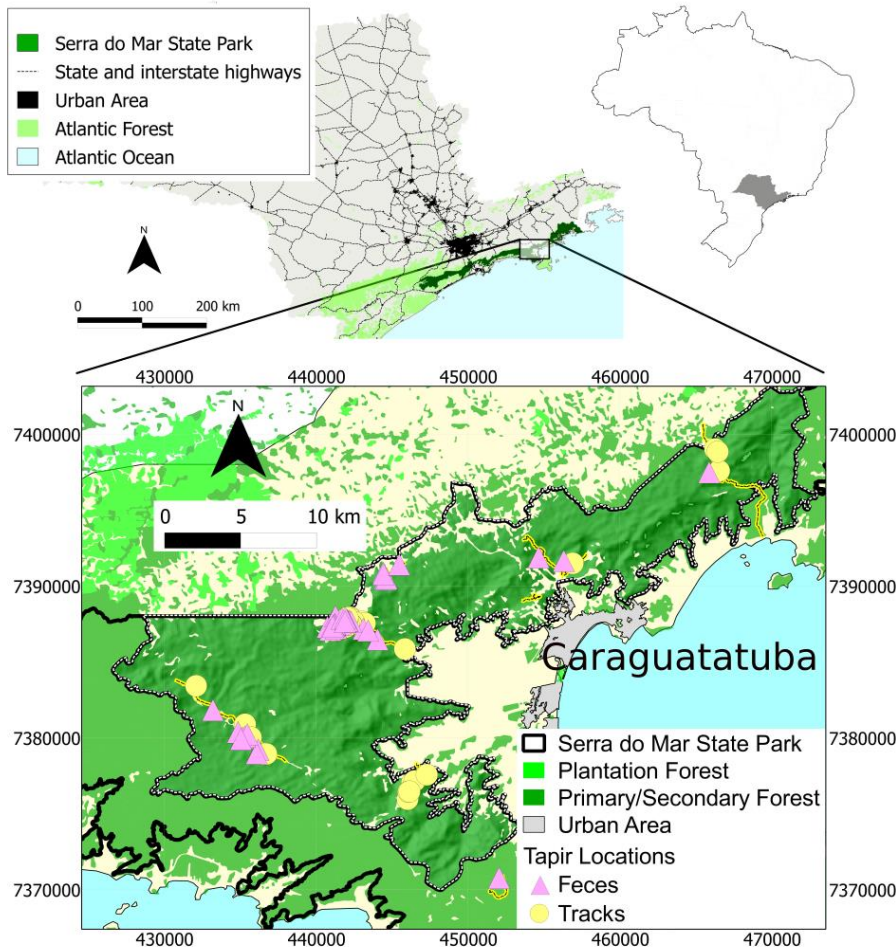 Serra do Mar State Park
State and interstate highways
Urban Area
Atlantic Forest
Atlantic Ocean
N
0 100 200 km
430000 440000 450000 460000 470000
7400000 7400000
N
0 5 10 km
7390000 7390000
Caraguatatuba
7380000 7380000
Serra do Mar State Park
Plantation Forest
Primary/Secondary Forest
Urban Area
Tapir Locations
Feces
Tracks
7370000 7370000
430000 440000 450000 460000 470000